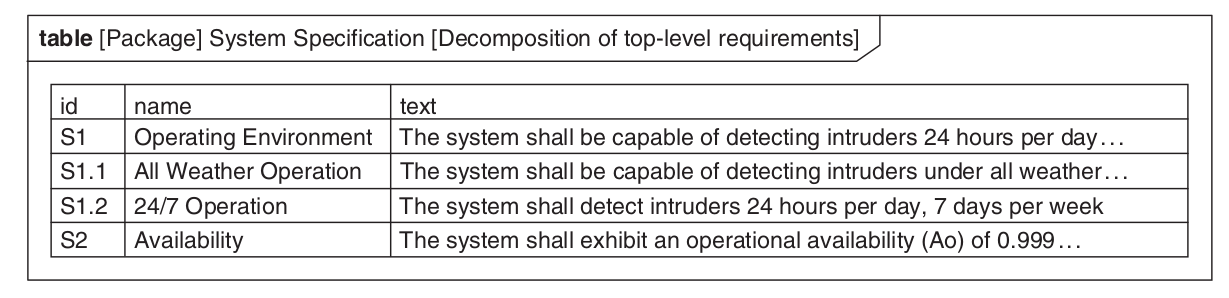 table [Package] System Specification [Decomposition of top-level requirements]
id name text
S1 Operating Environment The system shall be capable of detecting intruders 24 hours per day...
S1.1 All Weather Operation The system shall be capable of detecting intruders under all weather...
S1.2 24/7 Operation The system shall detect intruders 24 hours per day, 7 days per week
S2 Availability The system shall exhibit an operational availability (Ao) of 0.999...